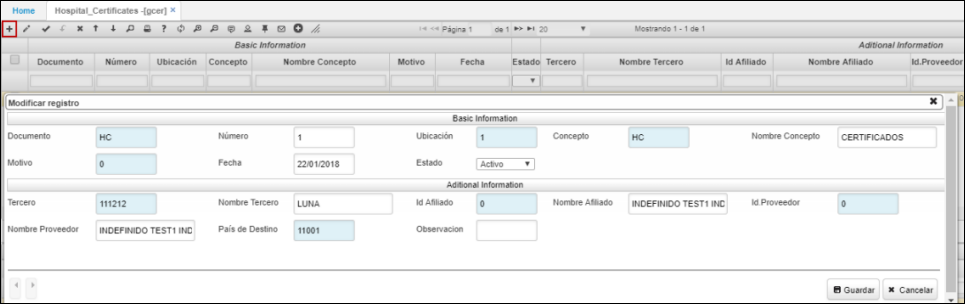 Home Hospital_Certificates -[gcer] ×
Página 1 de 1 20 Mostrando 1 - 1 de 1
Basic Information Aditional Information
Documento Número Ubicación Concepto Nombre Concepto Motivo Fecha Estado Tercero Nombre Tercero Id Afiliado Nombre Afiliado Id.Proveedor
Modificar registro
Basic Information
Documento HC Número 1 Ubicación 1 Concepto HC Nombre Concepto CERTIFICADOS
Motivo 0 Fecha 22/01/2018 Estado Activo
Aditional Information
Tercero 111212 Nombre Tercero LUNA Id Afiliado 0 Nombre Afiliado INDEFINIDO TEST1 IND Id.Proveedor 0
Nombre Proveedor INDEFINIDO TEST1 IND País de Destino 11001 Observacion
Guardar Cancelar